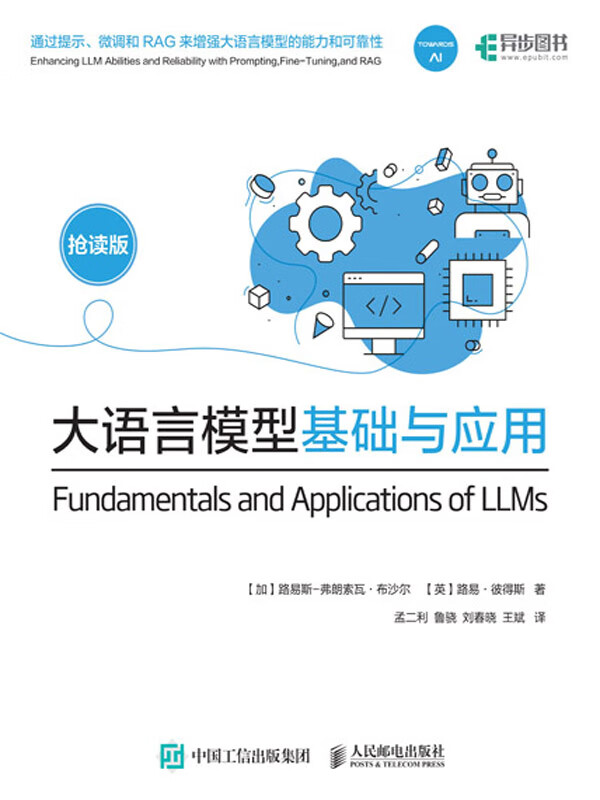 通过提示、微调和 RAG 来增强大语言模型的能力和可靠性
Enhancing LLM Abilities and Reliability with Prompting,Fine-Tuning,and RAG
TOWARDS
AI
异步图书
www.epubit.com
抢读版
</>
大语言模型基础与应用
Fundamentals and Applications of LLMs
【加】路易斯-弗朗索瓦·布沙尔 【英】路易·彼得斯 著
孟二利 鲁骁 刘春晓 王斌 译
中国工信出版集团
人民邮电出版社
POSTS & TELECOM PRESS